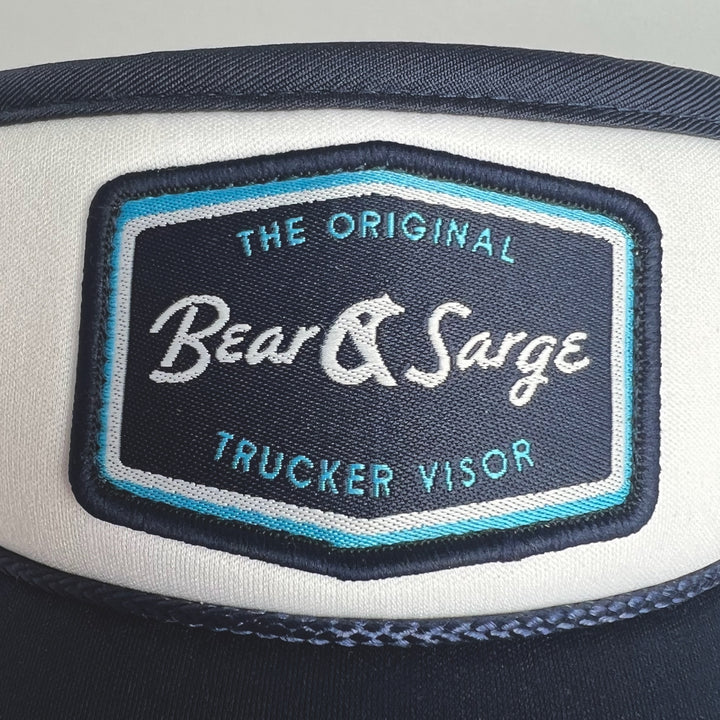 THE ORIGINAL
Bear & Sarge
TRUCKER VISOR